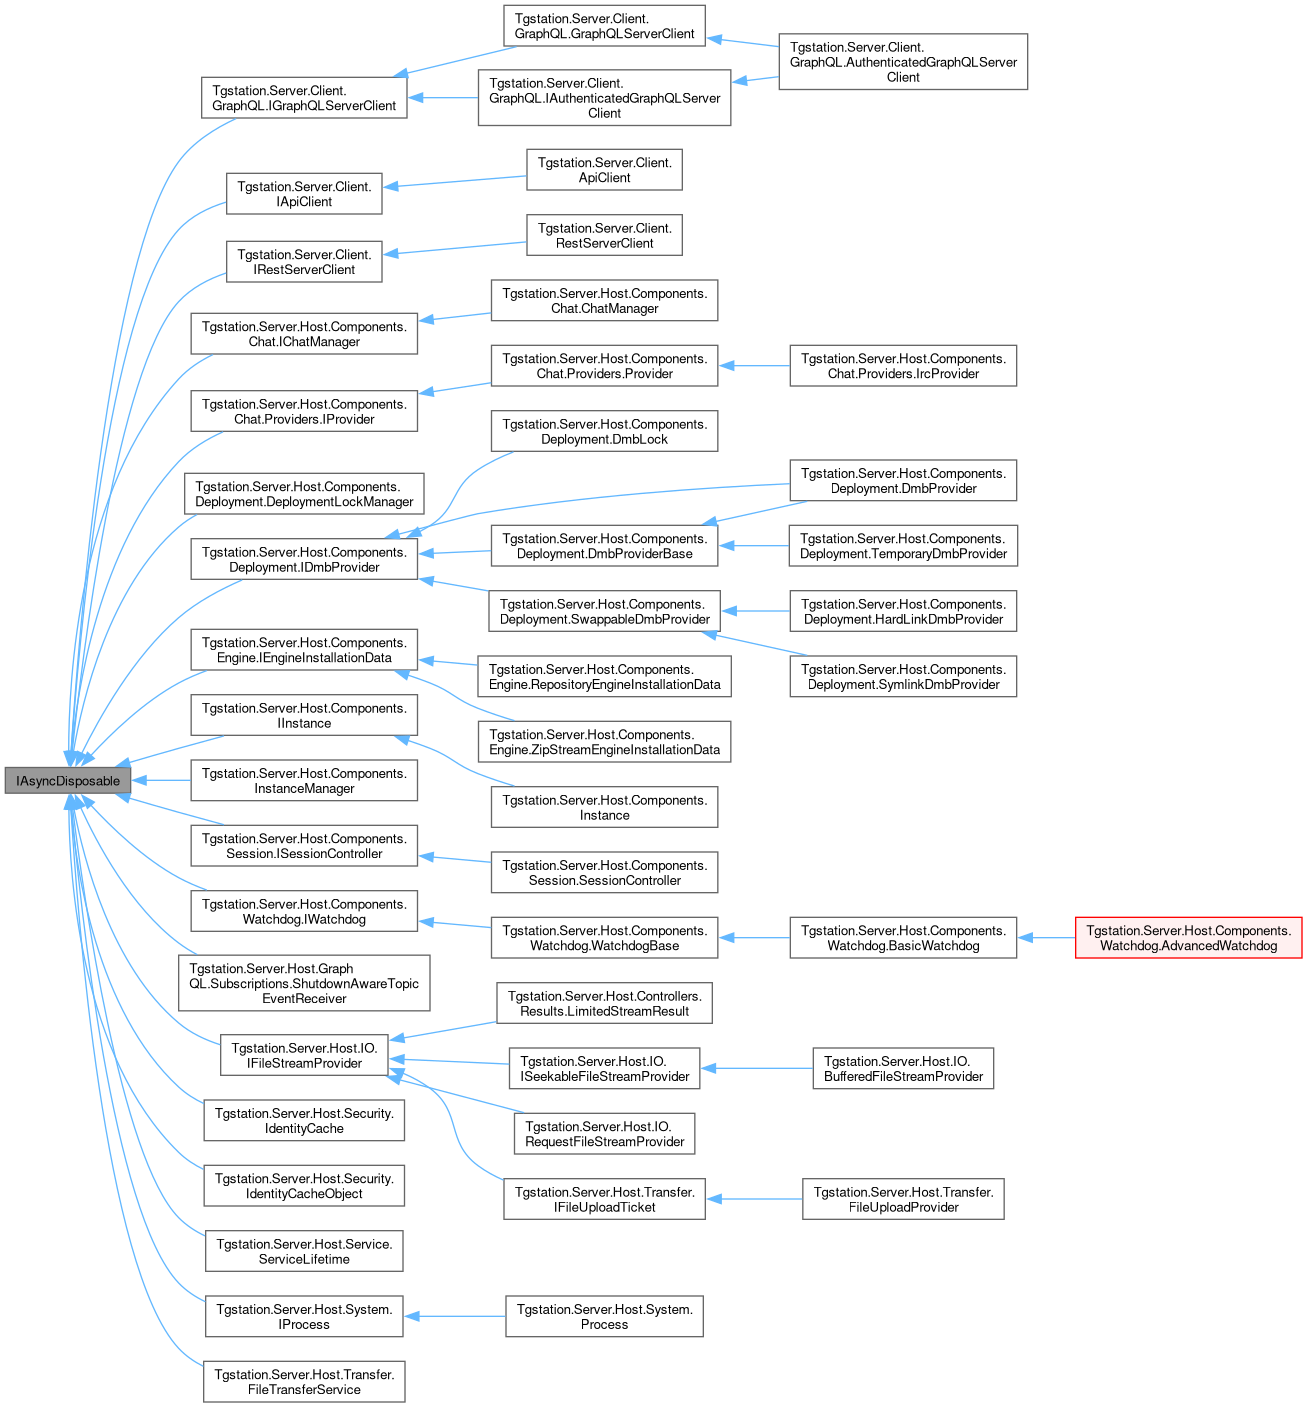 Tgstation.Server.Client.
GraphQL.GraphQLServerClient
Tgstation.Server.Client.
GraphQL.AuthenticatedGraphQLServer
Client
Tgstation.Server.Client.
GraphQL.IGraphQLServerClient
Tgstation.Server.Client.
GraphQL.IAuthenticatedGraphQLServer
Client
Tgstation.Server.Client.
ApiClient
Tgstation.Server.Client.
IApiClient
Tgstation.Server.Client.
RestServerClient
Tgstation.Server.Client.
IRestServerClient
Tgstation.Server.Host.Components.
Chat.ChatManager
Tgstation.Server.Host.Components.
Chat.IChatManager
Tgstation.Server.Host.Components.
Chat.Providers.Provider
Tgstation.Server.Host.Components.
Chat.Providers.IrcProvider
Tgstation.Server.Host.Components.
Chat.Providers.IProvider
Tgstation.Server.Host.Components.
Deployment.DmbLock
Tgstation.Server.Host.Components.
Deployment.DeploymentLockManager
Tgstation.Server.Host.Components.
Deployment.DmbProvider
Tgstation.Server.Host.Components.
Deployment.IDmbProvider
Tgstation.Server.Host.Components.
Deployment.DmbProviderBase
Tgstation.Server.Host.Components.
Deployment.TemporaryDmbProvider
Tgstation.Server.Host.Components.
Deployment.SwappableDmbProvider
Tgstation.Server.Host.Components.
Deployment.HardLinkDmbProvider
Tgstation.Server.Host.Components.
Engine.IEngineInstallationData
Tgstation.Server.Host.Components.
Engine.RepositoryEngineInstallationData
Tgstation.Server.Host.Components.
Deployment.SymlinkDmbProvider
Tgstation.Server.Host.Components.
IInstance
Tgstation.Server.Host.Components.
Engine.ZipStreamEngineInstallationData
IAsyncDisposable
Tgstation.Server.Host.Components.
InstanceManager
Tgstation.Server.Host.Components.
Instance
Tgstation.Server.Host.Components.
Session.ISessionController
Tgstation.Server.Host.Components.
Session.SessionController
Tgstation.Server.Host.Components.
Watchdog.IWatchdog
Tgstation.Server.Host.Components.
Watchdog.WatchdogBase
Tgstation.Server.Host.Components.
Watchdog.BasicWatchdog
Tgstation.Server.Host.Components.
Watchdog.AdvancedWatchdog
Tgstation.Server.Host.Graph
QL.Subscriptions.ShutdownAwareTopic
EventReceiver
Tgstation.Server.Host.Controllers.
Results.LimitedStreamResult
Tgstation.Server.Host.IO.
IFileStreamProvider
Tgstation.Server.Host.IO.
ISeekableFileStreamProvider
Tgstation.Server.Host.IO.
BufferedFileStreamProvider
Tgstation.Server.Host.Security.
IdentityCache
Tgstation.Server.Host.IO.
RequestFileStreamProvider
Tgstation.Server.Host.Security.
IdentityCacheObject
Tgstation.Server.Host.Transfer.
IFileUploadTicket
Tgstation.Server.Host.Transfer.
FileUploadProvider
Tgstation.Server.Host.Service.
ServiceLifetime
Tgstation.Server.Host.System.
IProcess
Tgstation.Server.Host.System.
Process
Tgstation.Server.Host.Transfer.
FileTransferService